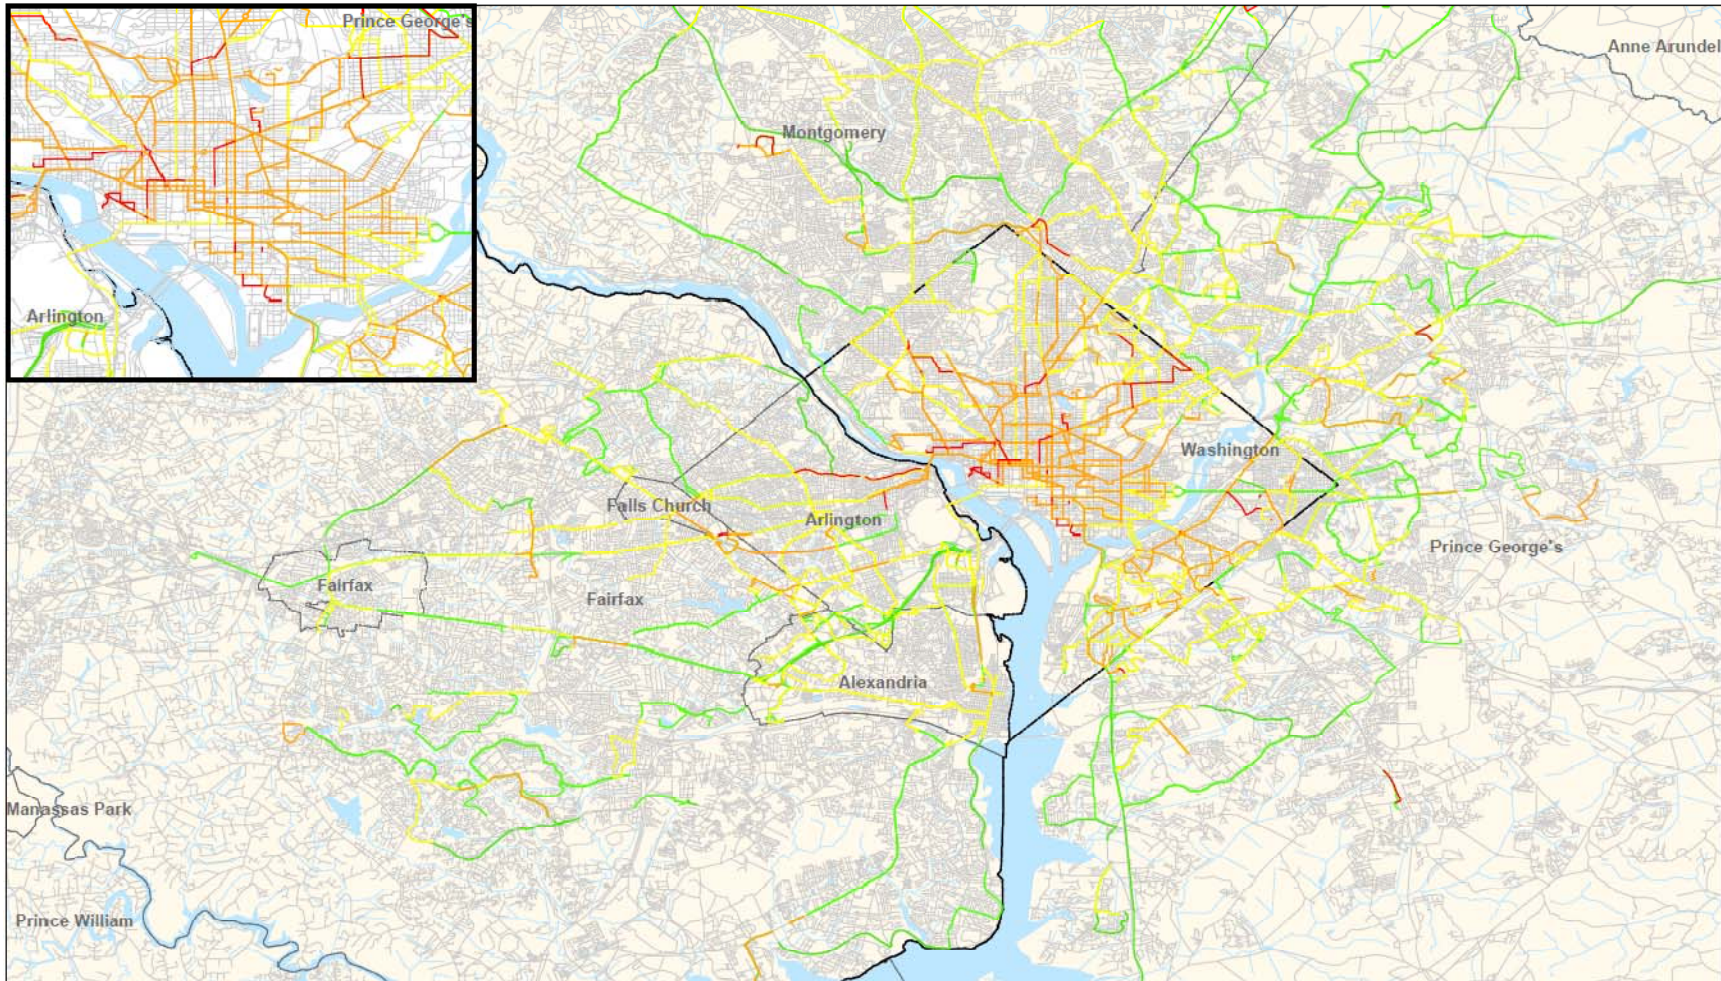 Prince George's
Arlington
Anne Arundel
Montgomery
Washington
Falls Church
Arlington
Prince George's
Fairfax
Fairfax
Alexandria
Manassas Park
Prince William